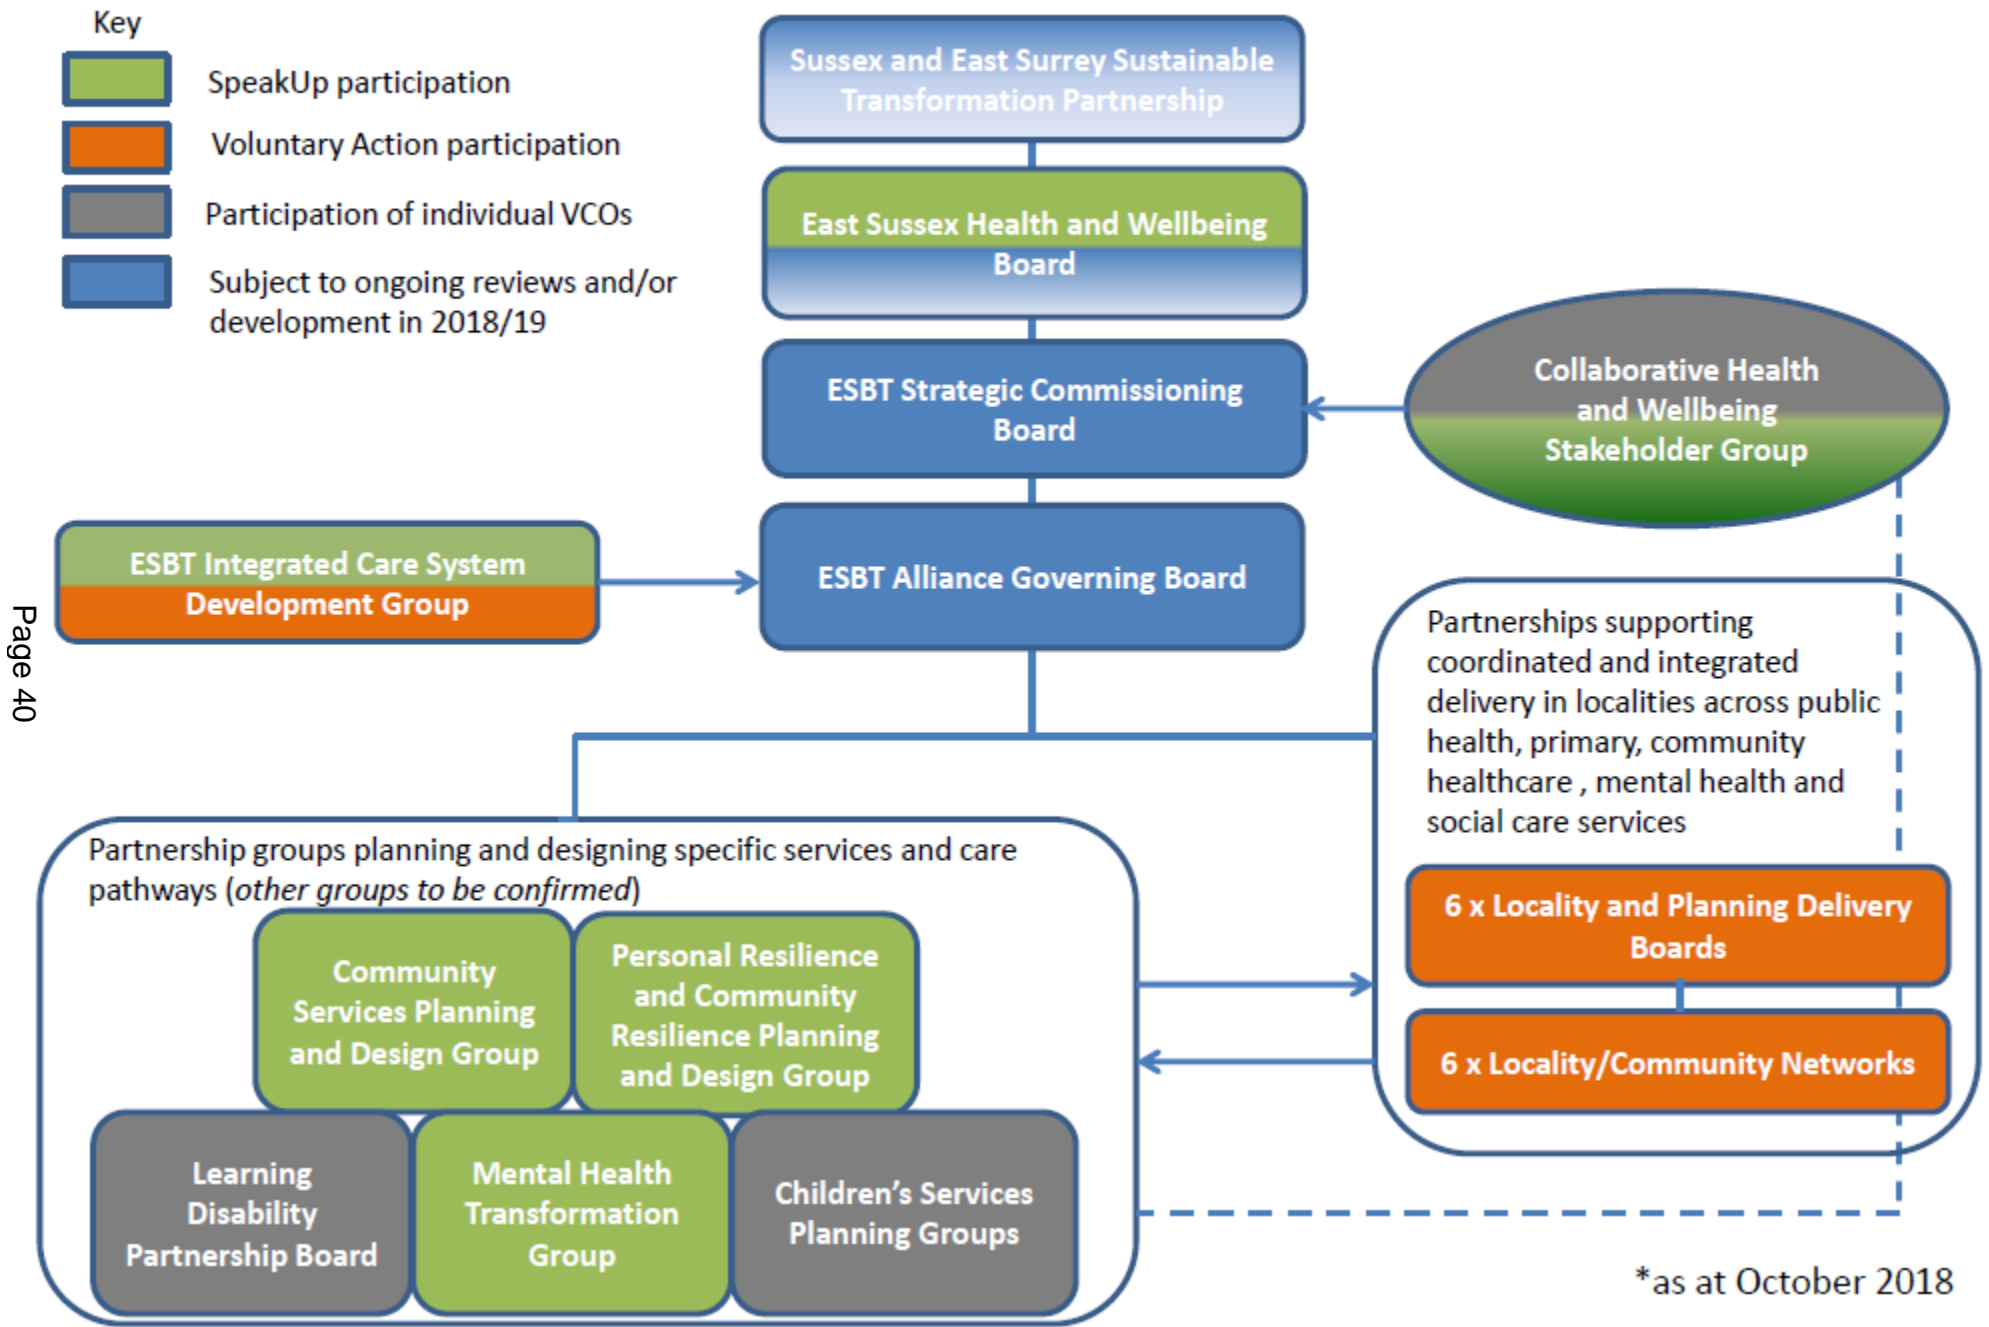 Key
SpeakUp participation
Voluntary Action participation
Participation of individual VCOs
Subject to ongoing reviews and/or
development in 2018/19
Sussex and East Surrey Sustainable
Transformation Partnership
East Sussex Health and Wellbeing
Board
ESBT Strategic Commissioning
Board
Collaborative Health
and Wellbeing
Stakeholder Group
ESBT Integrated Care System
Development Group
ESBT Alliance Governing Board
Page 40
Partnerships supporting
coordinated and integrated
delivery in localities across public
health, primary, community
healthcare , mental health and
social care services
6 x Locality and Planning Delivery
Boards
6 x Locality/Community Networks
Partnership groups planning and designing specific services and care
pathways (other groups to be confirmed)
Community
Services Planning
and Design Group
Personal Resilience
and Community
Resilience Planning
and Design Group
Learning
Disability
Partnership Board
Mental Health
Transformation
Group
Children’s Services
Planning Groups
*as at October 2018